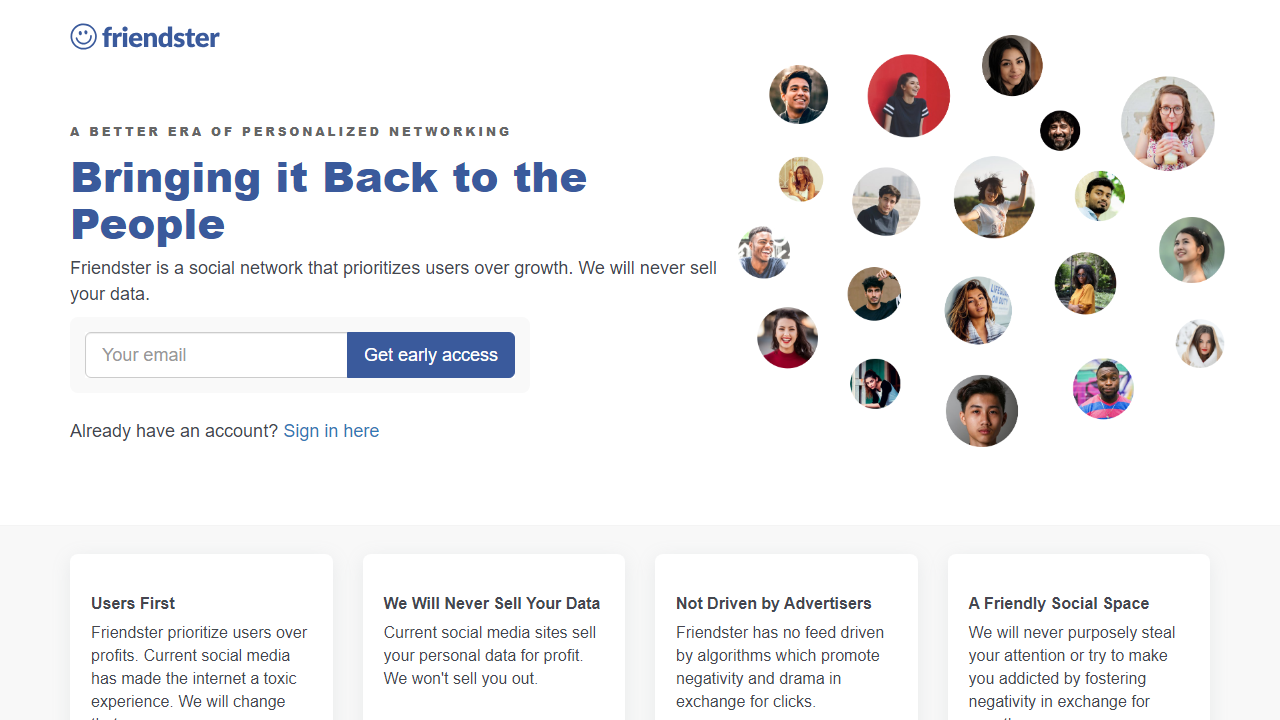 friendster
A BETTER ERA OF PERSONALIZED NETWORKING
Bringing it Back to the
People
Friendster is a social network that prioritizes users over growth. We will never sell
your data.
Your email
Get early access
Already have an account? Sign in here
Users First
Friendster prioritize users over
profits. Current social media
has made the internet a toxic
experience. We will change
We Will Never Sell Your Data
Current social media sites sell
your personal data for profit.
We won't sell you out.
Not Driven by Advertisers
Friendster has no feed driven
by algorithms which promote
negativity and drama in
exchange for clicks.
A Friendly Social Space
We will never purposely steal
your attention or try to make
you addicted by fostering
negativity in exchange for